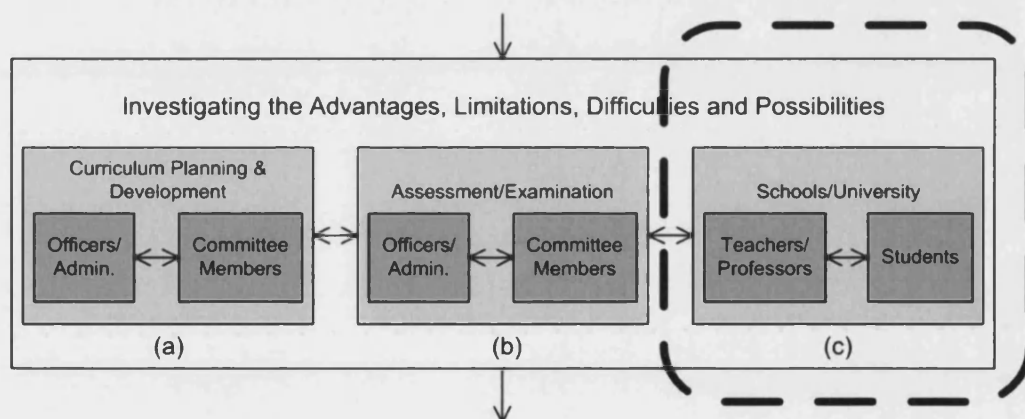 Investigating the Advantages, Limitations, Difficulties and Possibilities
Curriculum Planning &
Development
Officers/
Admin.
Committee
Members
(a)
Assessment/Examination
Officers/
Admin.
Committee
Members
(b)
Schools/University
Teachers/
Professors
Students
(c)